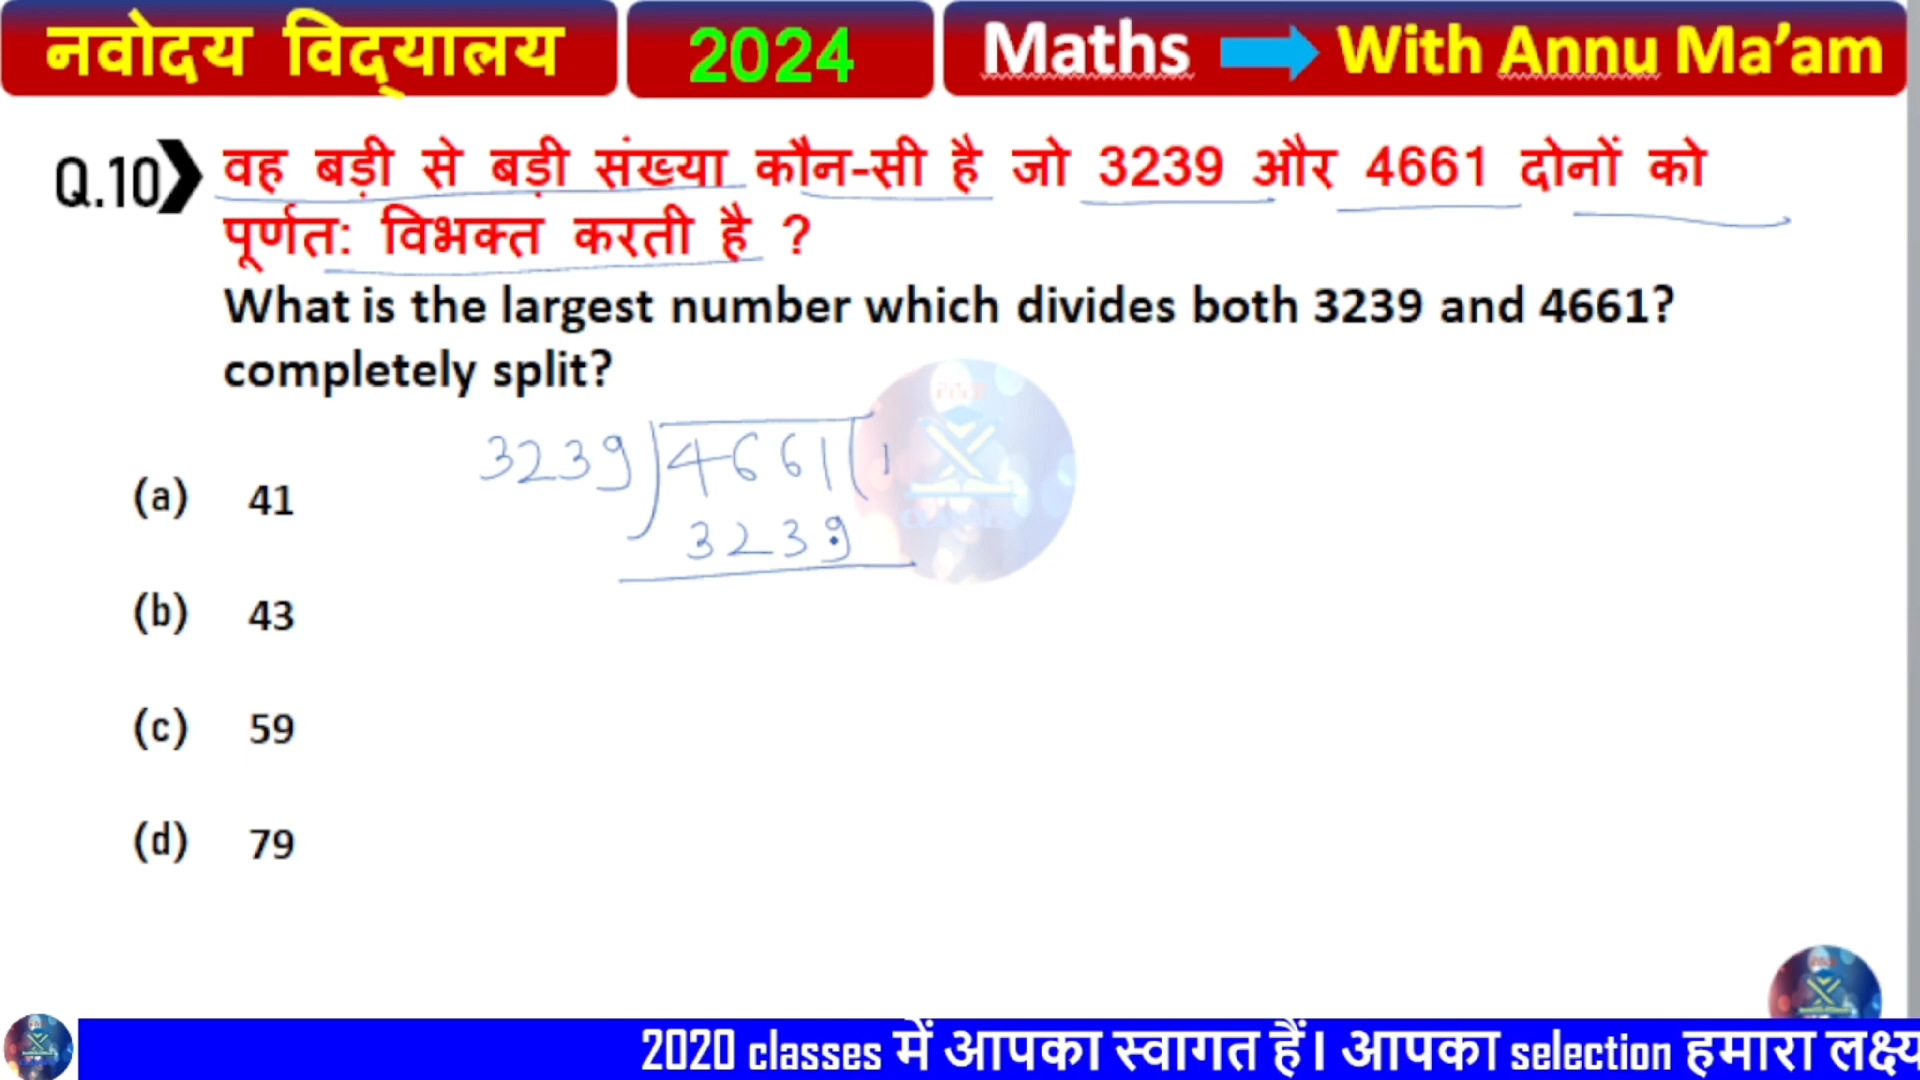 नवोदय विद्यालय 2024 Maths With Annu Ma'am
Q.10 वह बड़ी से बड़ी संख्या कौन-सी है जो 3239 और 4661 दोनों को
पूर्णत: विभक्त करती है ?
What is the largest number which divides both 3239 and 4661?
completely split?
3239 4661 1
3239
(a) 41
(b) 43
(c) 59
(d) 79
2020 classes में आपका स्वागत हैं। आपका selection हमारा लक्ष्य